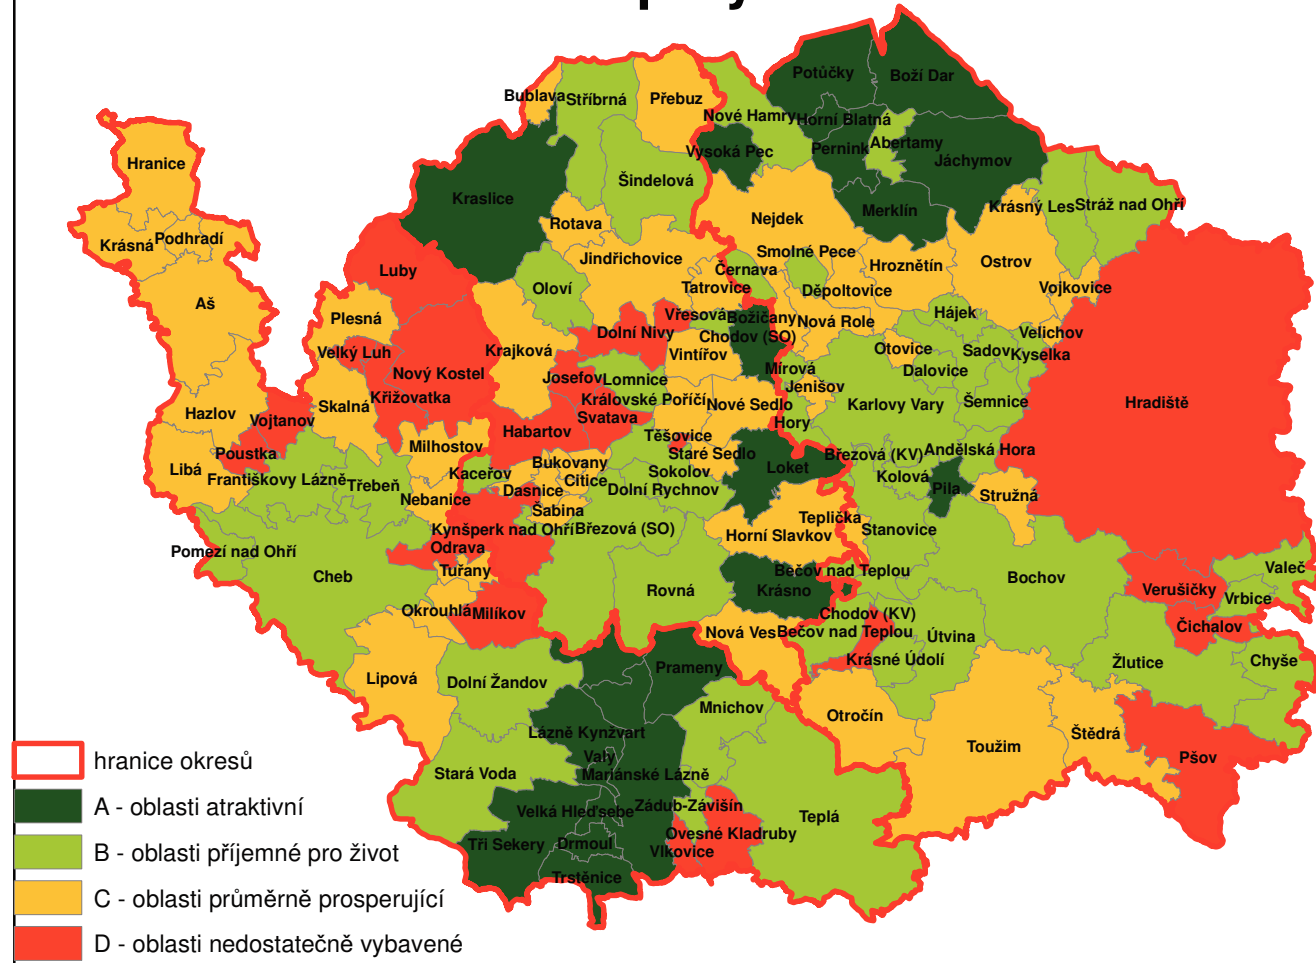 Potůčky
Boží Dar
Bublava
Stříbrná
Přebuz
Nové Hamry
Horní Blatná
Abertamy
Vysoká Pec
Pernink
Jáchymov
Hranice
Šindelová
Kraslice
Merklín
Krásný Les
Stráž nad Ohří
Rotava
Nejdek
Krásná
Podhradí
Smolné Pece
Jindřichovice
Hroznětín
Ostrov
Luby
Černava
Oloví
Tatrovice
Děpoltovice
Vojkovice
Aš
Plesná
Vřesová
Božičany
Nová Role
Hájek
Dolní Nivy
Chodov (SO)
Velichov
Velký Luh
Krajková
Vintířov
Otovice
Sadov
Kyselka
Nový Kostel
Josefov
Lomnice
Mírová
Dalovice
Jenišov
Křižovatka
Královské Poříčí
Nové Sedlo
Karlovy Vary
Šemnice
Hradiště
Skalná
Hazlov
Vojtanov
Svatava
Hory
Habartov
Těšovice
Milhostov
Poustka
Staré Sedlo
Březová (KV)
Andělská Hora
Libá
Bukovany
Loket
Františkovy Lázně
Třebeň
Kaceřov
Citice
Sokolov
Kolová
Pila
Nebanice
Dasnice
Dolní Rychnov
Stružná
Šabina
Teplička
Kynšperk nad Ohří
Březová (SO)
Horní Slavkov
Stanovice
Pomezí nad Ohří
Odrava
Tuřany
Bečov nad Teplou
Cheb
Bochov
Valeč
Rovná
Krásno
Verušičky
Vrbice
Okrouhlá
Milíkov
Chodov (KV)
Čichalov
Nová Ves
Bečov nad Teplou
Útvina
Krásné Údolí
Žlutice
Chyše
Prameny
Lipová
Dolní Žandov
Mnichov
Otročín
Lázně Kynžvart
Štědrá
Toužim
Valy
Pšov
Stará Voda
Mariánské Lázně
Velká Hleďsebe
Zádub-Závišín
Teplá
Ovesné Kladruby
Tři Sekery
Drmoul
Vlkovice
Trstěnice
hranice okresů
A - oblasti atraktivní
B - oblasti příjemné pro život
C - oblasti průměrně prosperující
D - oblasti nedostatečně vybavené